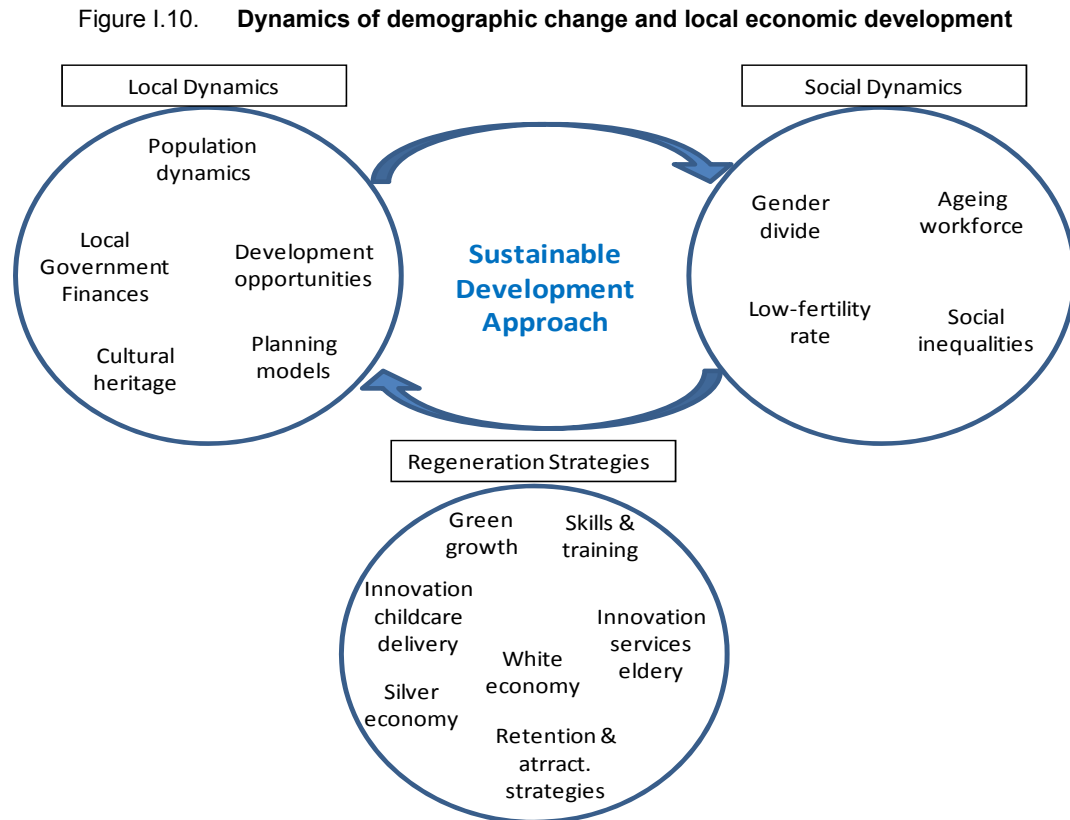 Figure I.10. Dynamics of demographic change and local economic development
Local Dynamics
Population
dynamics
Local
Government
Finances
Development
opportunities
Cultural
heritage
Planning
models
Sustainable
Development
Approach
Social Dynamics
Gender
divide
Ageing
workforce
Low-fertility
rate
Social
inequalities
Regeneration Strategies
Green
growth
Skills &
training
Innovation
childcare
delivery
Innovation
services
eldery
White
economy
Silver
economy
Retention &
atrract.
strategies